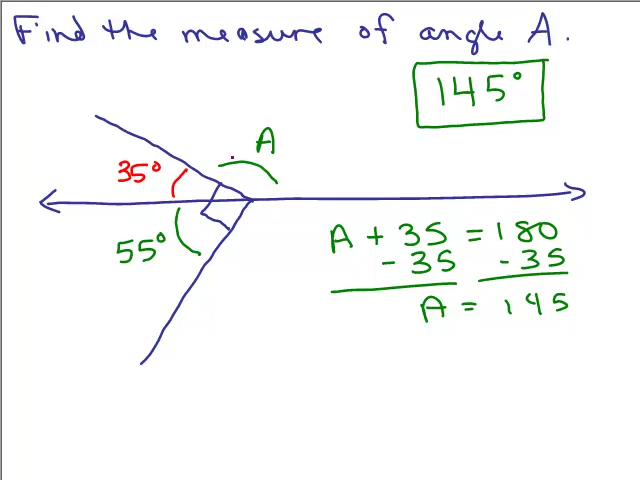 Find the measure of angle A.
145°
A
35°
55°
A + 35 = 180
- 35 - 35
A = 145